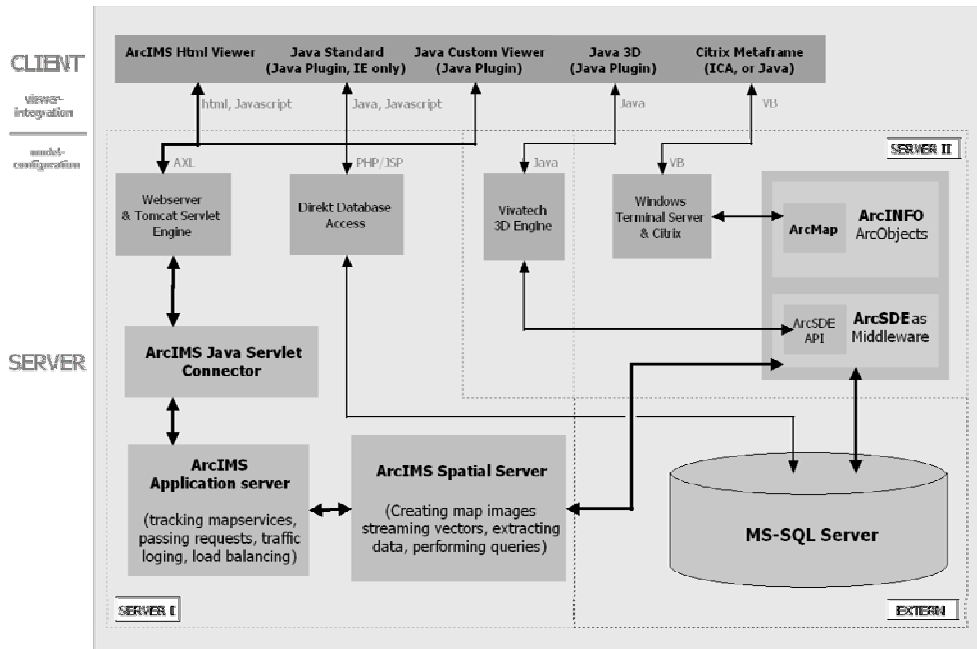 CLIENT
viewer-
integration
model-
configuration
SERVER
ArcIMS Html Viewer
Java Standard
(Java Plugin, IE only)
Java Custom Viewer
(Java Plugin)
Java 3D
(Java Plugin)
Citrix Metaframe
(ICA, or Java)
html, Javascript
Java, Javascript
Java
VB
SERVER II
AXL
PHP/JSP
Java
VB
Webserver
& Tomcat Servlet
Engine
Direkt Database
Access
Vivatech
3D Engine
Windows
Terminal Server
& Citrix
ArcMap
ArcINFO
ArcObjects
ArcSDE
API
ArcSDE as
Middleware
ArcIMS Java Servlet
Connector
ArcIMS
Application server
(tracking mapservices,
passing requests, traffic
loging, load balancing)
ArcIMS Spatial Server
(Creating map images
streaming vectors, extracting
data, performing queries)
MS-SQL Server
SERVER I
EXTERN